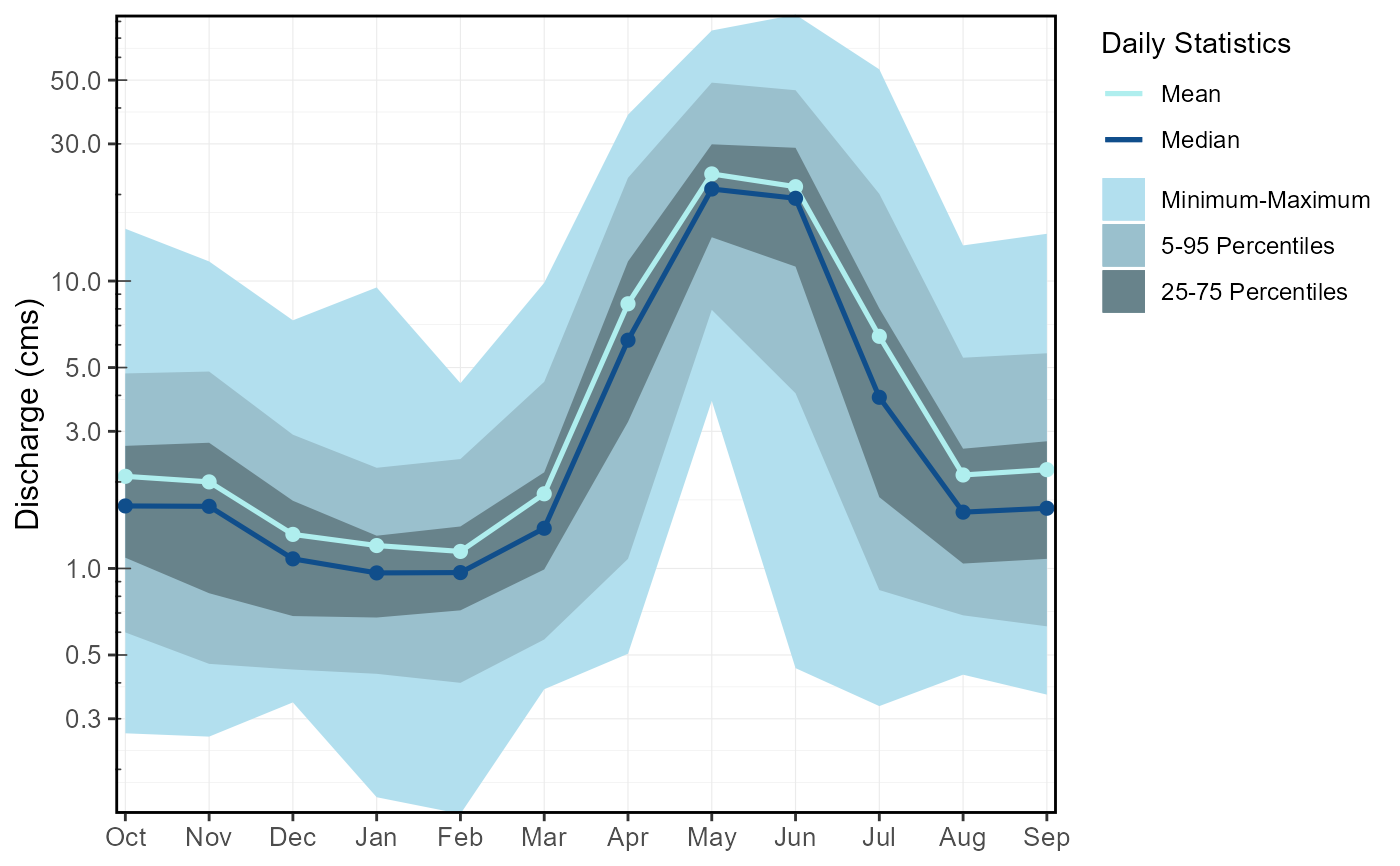 Discharge (cms)
50.0
30.0
10.0
5.0
3.0
1.0
0.5
0.3
Oct Nov Dec Jan Feb Mar Apr May Jun Jul Aug Sep
Daily Statistics
Mean
Median
Minimum-Maximum
5-95 Percentiles
25-75 Percentiles